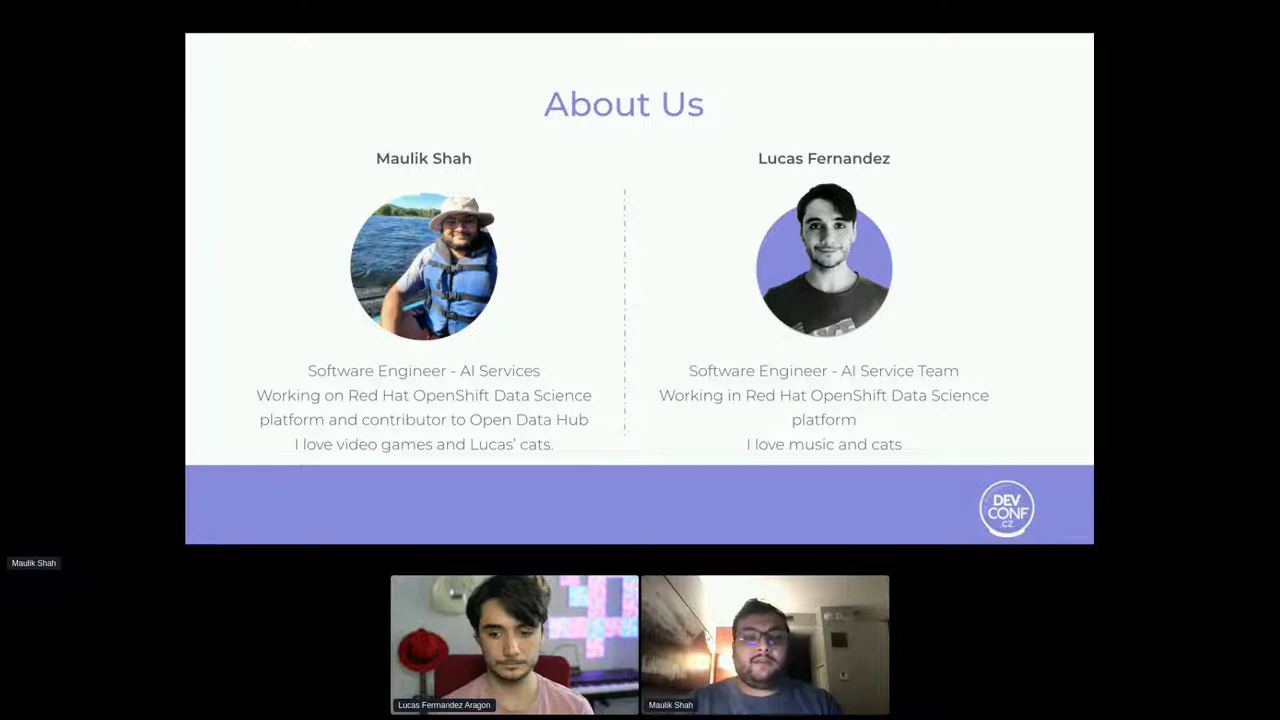 About Us
Maulik Shah
Lucas Fernandez
Software Engineer - AI Services
Working on Red Hat OpenShift Data Science
platform and contributor to Open Data Hub
I love video games and Lucas' cats.
Software Engineer - AI Service Team
Working in Red Hat OpenShift Data Science
platform
I love music and cats
DEV
CONF
.CZ
Maulik Shah
Lucas Fernandez Aragon
Maulik Shah